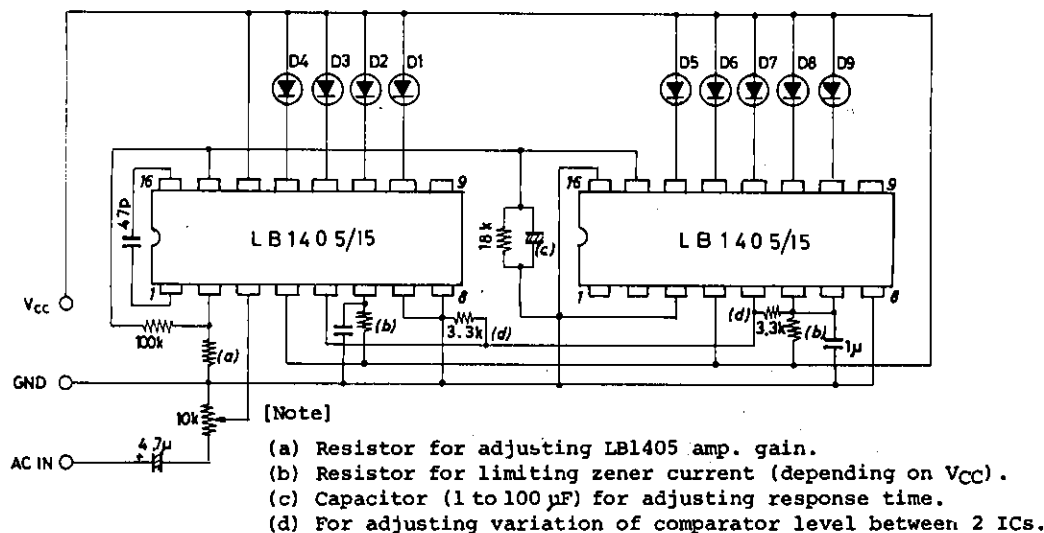 D4 D3 D2 D1 D5 D6 D7 D8 D9
16 9 16 9
47p
LB1405/15 18k (c) LB1405/15
1 8 1 8
Vcc
100k (b) 3.3k (d) (d) 3.3k (b) 1μ
(a)
GND
10k
[Note]
4.7μ
+
AC IN
(a) Resistor for adjusting LB1405 amp. gain.
(b) Resistor for limiting zener current (depending on VCC).
(c) Capacitor (1 to 100 μF) for adjusting response time.
(d) For adjusting variation of comparator level between 2 ICs.